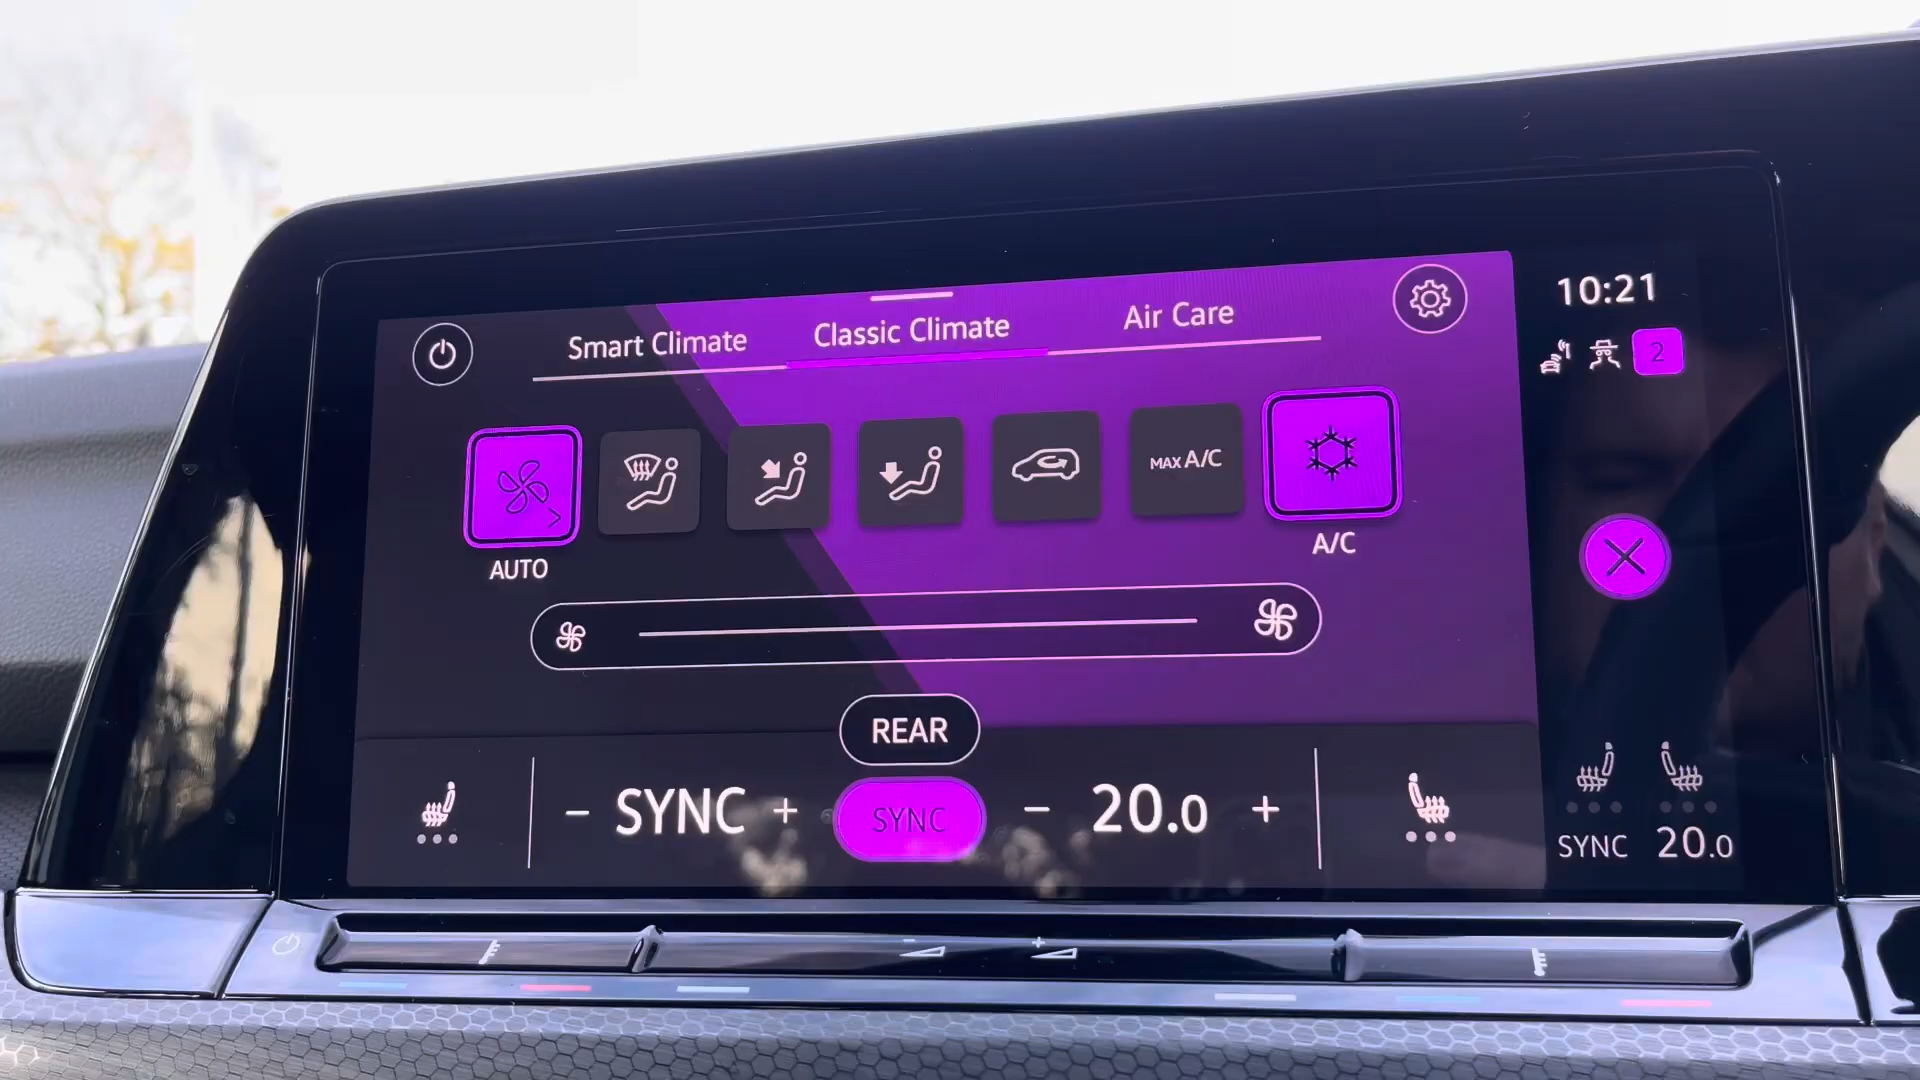 Smart Climate
Classic Climate
Air Care
10:21
2
MAX A/C
AUTO
A/C
REAR
- SYNC +
SYNC
- 20.0 +
SYNC 20.0
- +